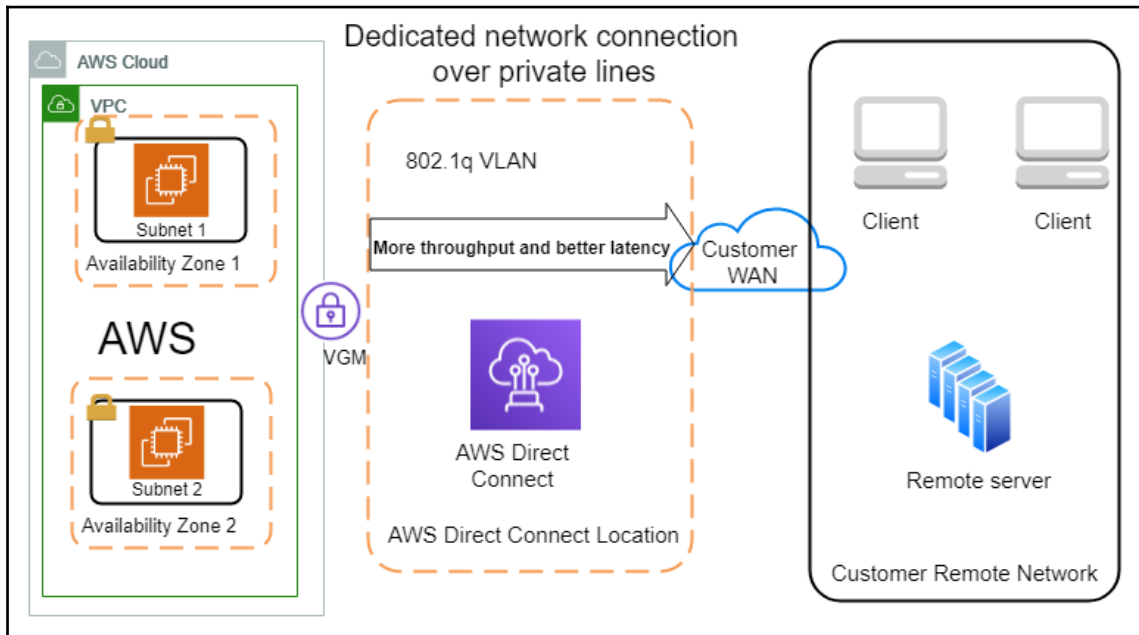 Dedicated network connection
over private lines
AWS Cloud
VPC
Subnet 1
Availability Zone 1
AWS
Subnet 2
Availability Zone 2
VGM
802.1q VLAN
More throughput and better latency
AWS Direct
Connect
AWS Direct Connect Location
Customer
WAN
Client
Client
Remote server
Customer Remote Network